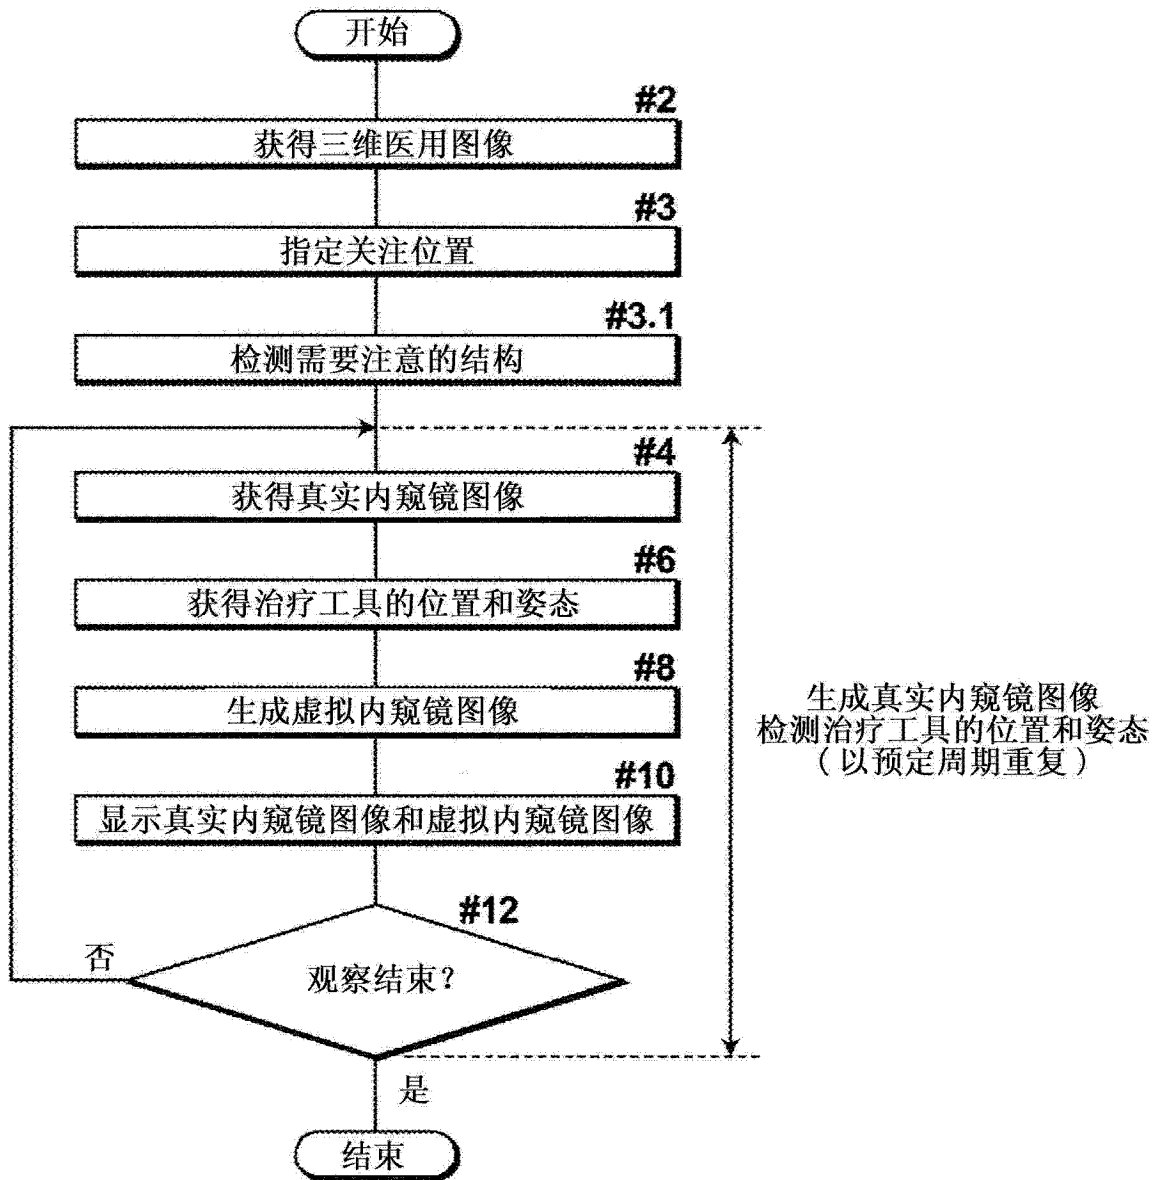 开始
#2
获得三维医用图像
#3
指定关注位置
#3.1
检测需要注意的结构
#4
获得真实内窥镜图像
#6
获得治疗工具的位置和姿态
#8
生成虚拟内窥镜图像
#10
显示真实内窥镜图像和虚拟内窥镜图像
#12
观察结束?
否
是
结束
生成真实内窥镜图像
检测治疗工具的位置和姿态
(以预定周期重复)